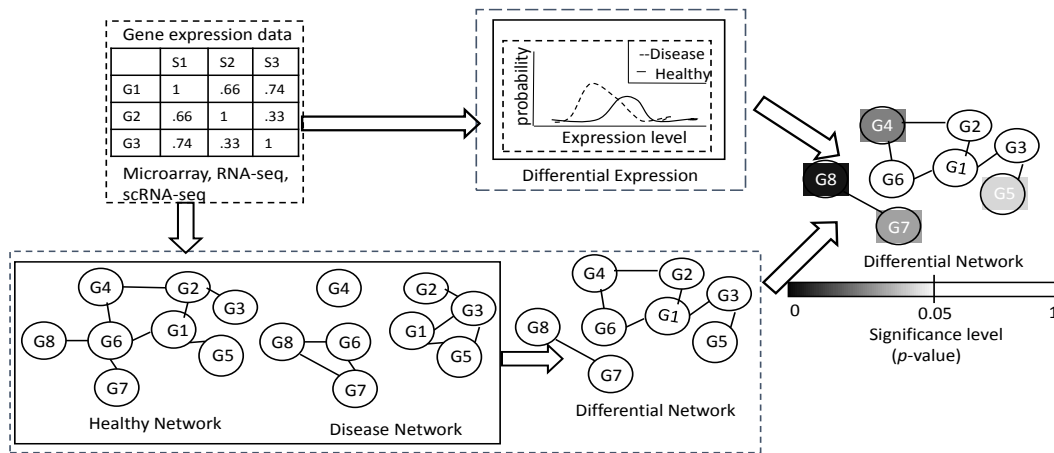 Gene expression data
S1 S2 S3
G1 1 .66 .74
G2 .66 1 .33
G3 .74 .33 1
Microarray, RNA-seq,
scRNA-seq
probability
--Disease
– Healthy
Expression level
Differential Expression
G4
G2
G3
G1
G8
G6
G5
G7
Healthy Network
G4
G2
G3
G1
G8
G6
G5
G7
Disease Network
G4
G2
G3
G1
G8
G6
G5
G7
Differential Network
G4
G2
G3
G1
G8
G6
G5
G7
Differential Network
0 0.05 1
Significance level
(p-value)